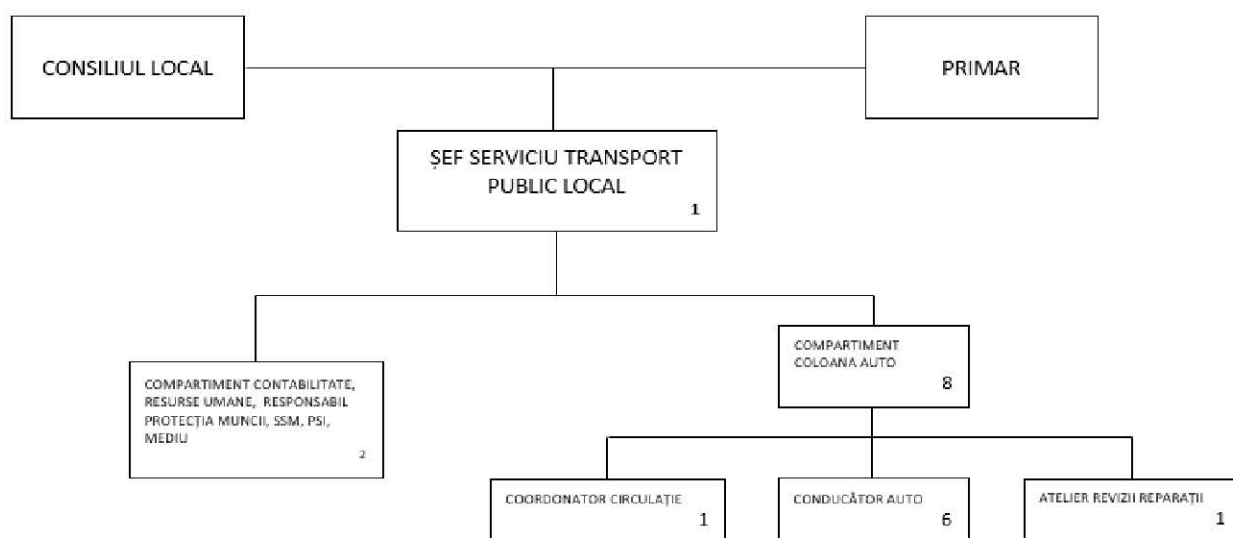 CONSILIUL LOCAL
PRIMAR
ȘEF SERVICIU TRANSPORT
PUBLIC LOCAL
1
COMPARTIMENT CONTABILITATE,
RESURSE UMANE, RESPONSABIL
PROTECȚIA MUNCII, SSM, PSI,
MEDIU
2
COMPARTIMENT
COLOANA AUTO
8
COORDONATOR CIRCULAȚIE
1
CONDUCĂTOR AUTO
6
ATELIER REVIZII REPARAȚII
1